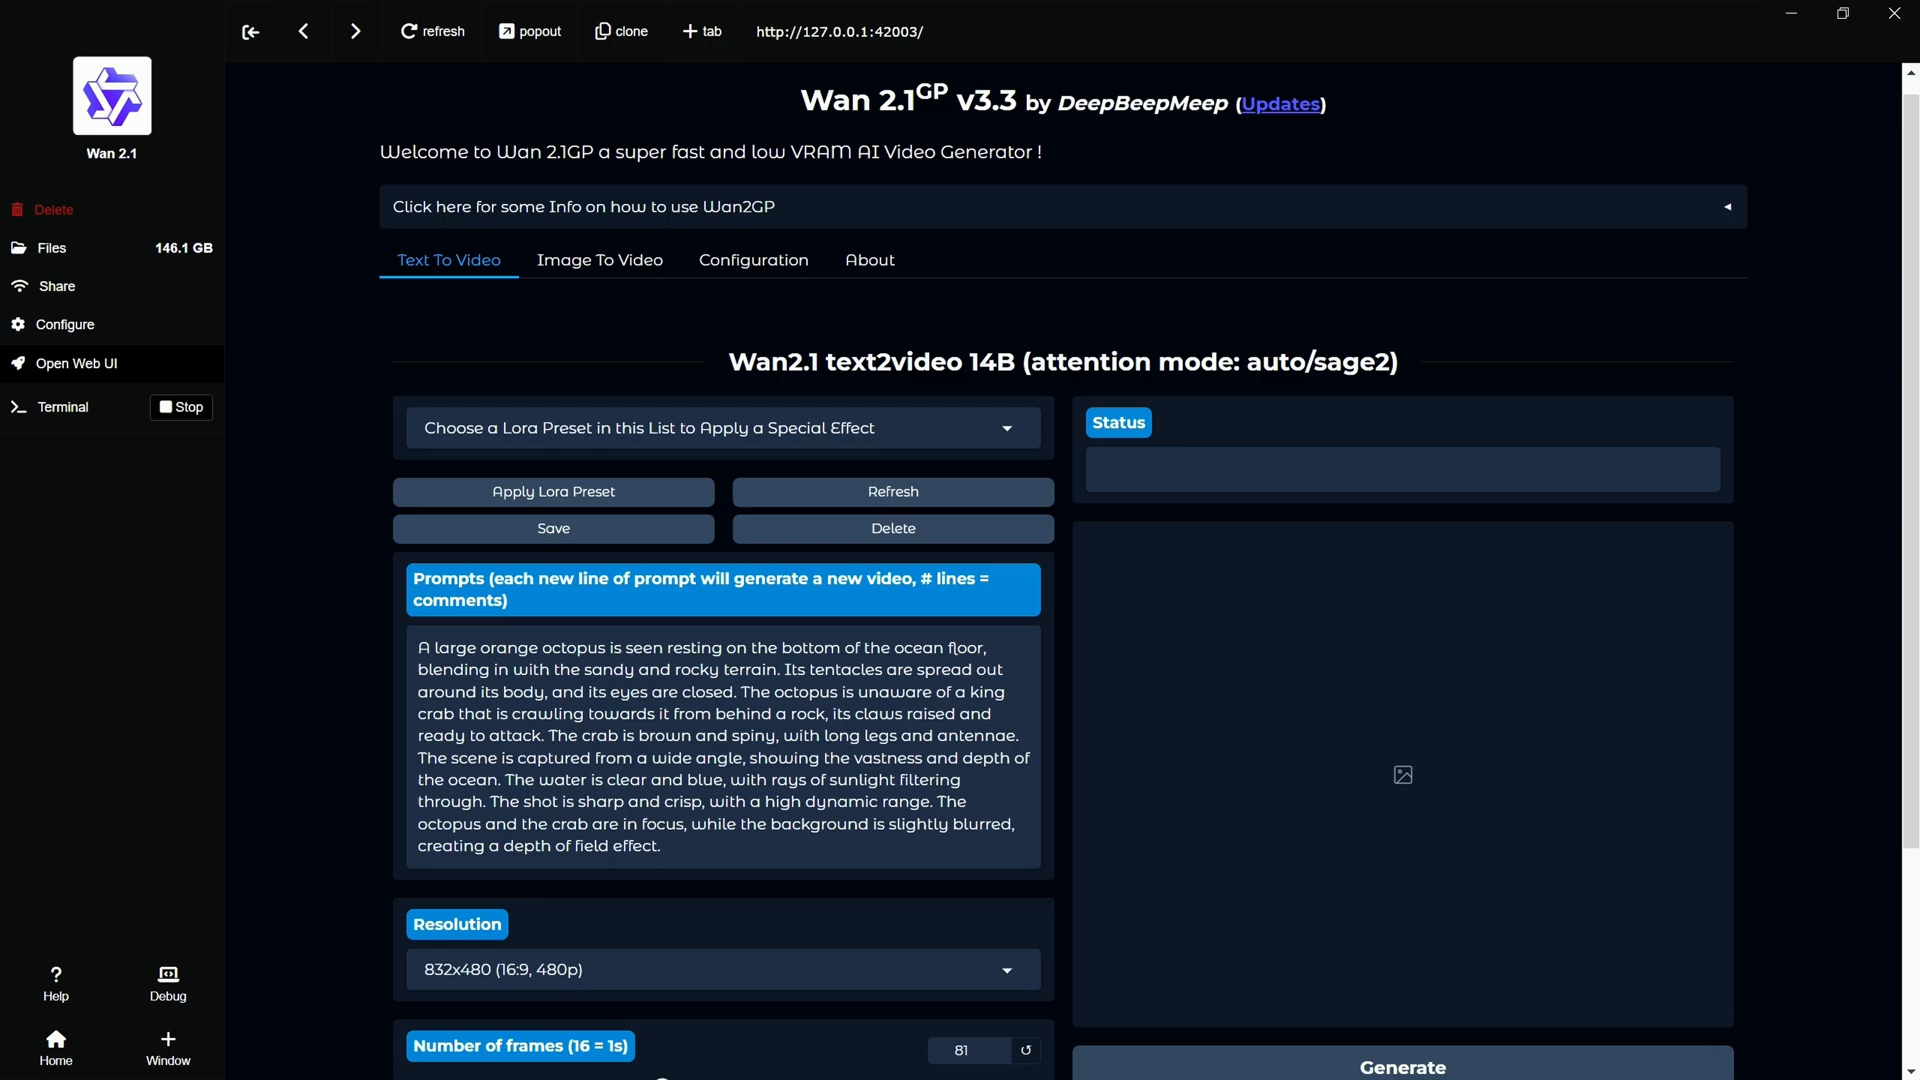 refresh
popout
clone
tab
http://127.0.0.1:42003/
Wan 2.1
Delete
Files 146.1 GB
Share
Configure
Open Web UI
Terminal Stop
Help Debug
Home Window
Wan 2.1GP v3.3 by DeepBeepMeep (Updates)
Welcome to Wan 2.1GP a super fast and low VRAM AI Video Generator !
Click here for some Info on how to use Wan2GP
Text To Video Image To Video Configuration About
Wan2.1 text2video 14B (attention mode: auto/sage2)
Choose a Lora Preset in this List to Apply a Special Effect
Apply Lora Preset Refresh
Save Delete
Prompts (each new line of prompt will generate a new video, # lines =
comments)
A large orange octopus is seen resting on the bottom of the ocean floor,
blending in with the sandy and rocky terrain. Its tentacles are spread out
around its body, and its eyes are closed. The octopus is unaware of a king
crab that is crawling towards it from behind a rock, its claws raised and
ready to attack. The crab is brown and spiny, with long legs and antennae.
The scene is captured from a wide angle, showing the vastness and depth of
the ocean. The water is clear and blue, with rays of sunlight filtering
through. The shot is sharp and crisp, with a high dynamic range. The
octopus and the crab are in focus, while the background is slightly blurred,
creating a depth of field effect.
Resolution
832x480 (16:9, 480p)
Number of frames (16 = 1s) 81
Status
Generate